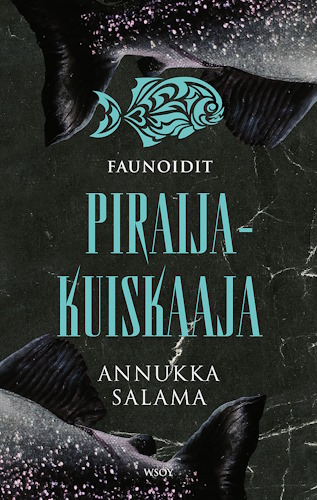 FAUNOIDIT
PIRAIJA-
KUISKAAJA
ANNUKKA
SALAMA
WSOY